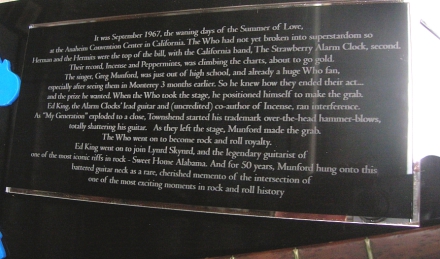 It was September 1967, the waning days of the Summer of Love,
at the Anaheim Convention Center in California. The Who had not yet broken into superstardom so
Herman and the Hermits were the top of the bill, with the California band, The Strawberry Alarm Clock, second.
Their record, Incense and Peppermints, was climbing the charts, about to go gold.
The singer, Greg Munford, was just out of high school, and already a huge Who fan,
especially after seeing them in Monterey 3 months earlier. So he knew how they ended their act...
and the prize he wanted. When the Who took the stage, he positioned himself to make the grab.
Ed King, the Alarm Clocks' lead guitar and (uncredited) co-author of Incense, ran interference.
As "My Generation" exploded to a close, Townshend started his trademark over-the-head hammer-blows,
totally shattering his guitar. As they left the stage, Munford made the grab.
The Who went on to become rock and roll royalty.
Ed King went on to join Lynrd Skynrd, and the legendary guitarist of
one of the most iconic riffs in rock - Sweet Home Alabama. And for 50 years, Munford hung onto this
battered guitar neck as a rare, cherished memento of the intersection of
one of the most exciting moments in rock and roll history